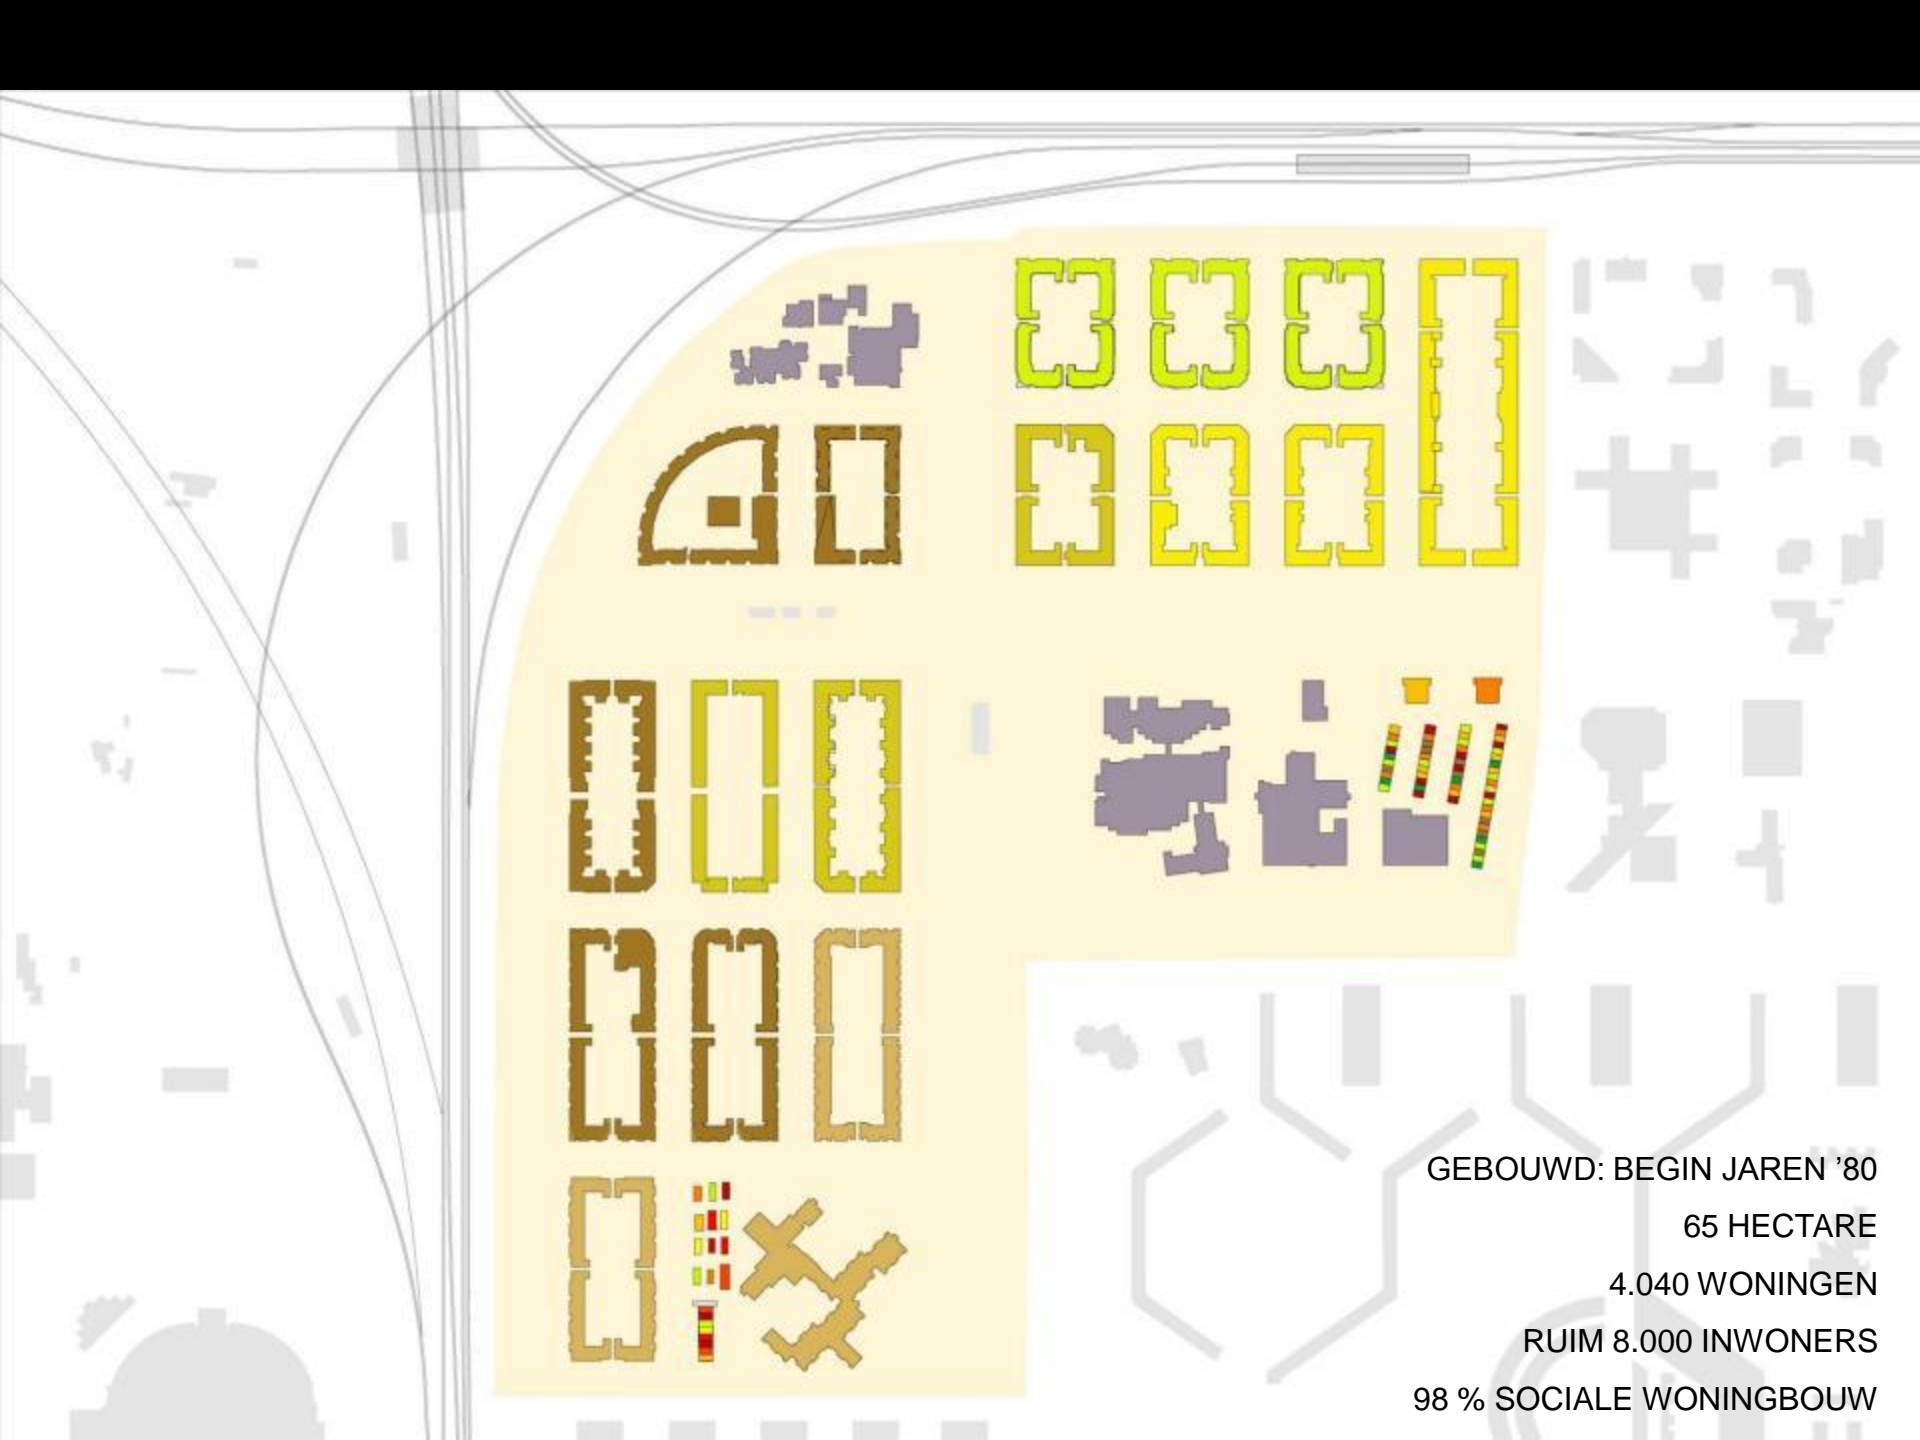 GEBOUWD: BEGIN JAREN ’80
65 HECTARE
4.040 WONINGEN
RUIM 8.000 INWONERS
98 % SOCIALE WONINGBOUW